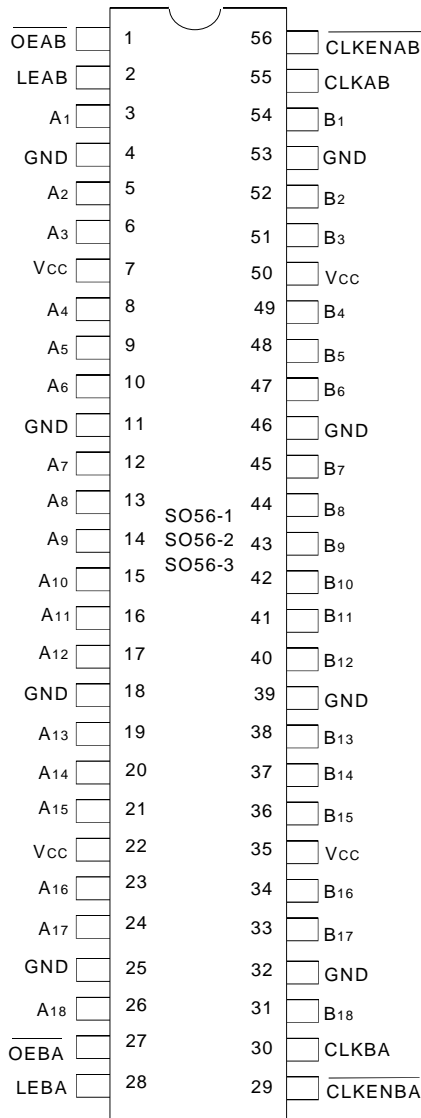 OEAB 1 56 CLKENAB
LEAB 2 55 CLKAB
A1 3 54 B1
GND 4 53 GND
A2 5 52 B2
A3 6 51 B3
VCC 7 50 VCC
A4 8 49 B4
A5 9 48 B5
A6 10 47 B6
GND 11 46 GND
A7 12 45 B7
A8 13 44 B8
SO56-1
A9 14 SO56-2 43 B9
SO56-3
A10 15 42 B10
A11 16 41 B11
A12 17 40 B12
GND 18 39 GND
A13 19 38 B13
A14 20 37 B14
A15 21 36 B15
VCC 22 35 VCC
A16 23 34 B16
A17 24 33 B17
GND 25 32 GND
A18 26 31 B18
OEBA 27 30 CLKBA
LEBA 28 29 CLKENBA